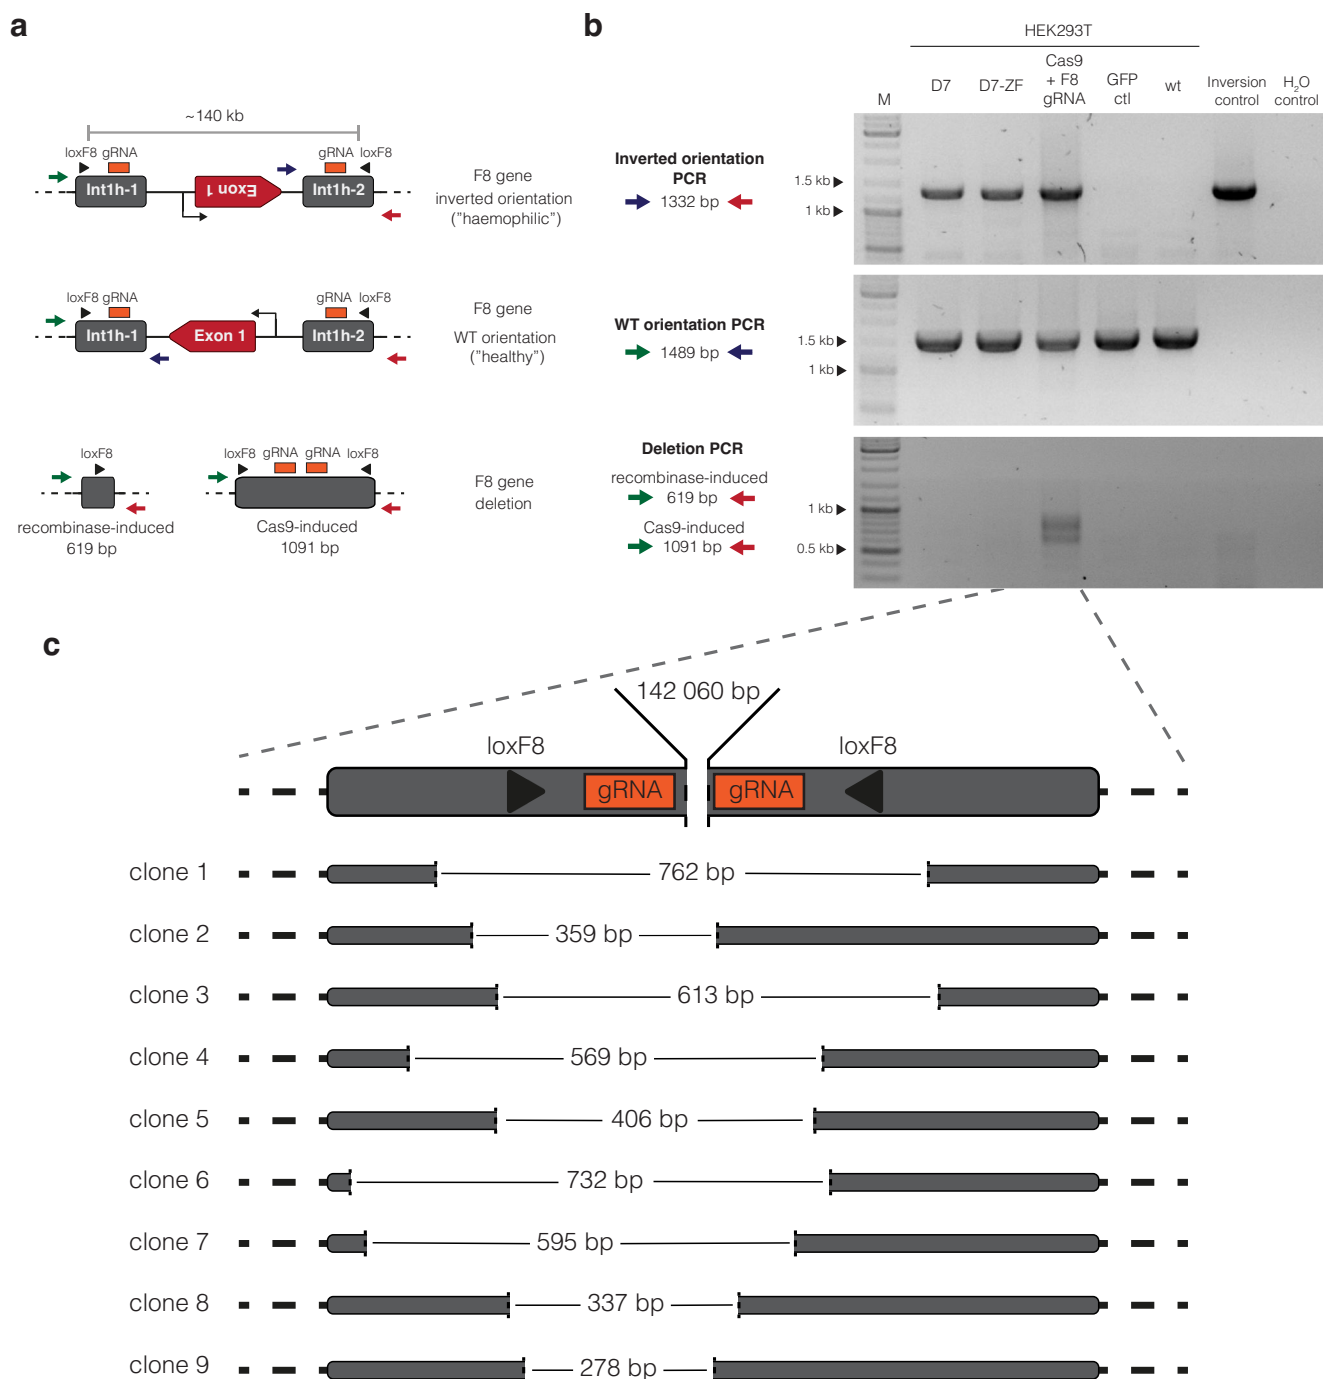 a
~140 kb
loxF8 gRNA
gRNA loxF8
Int1h-1
Exon 1
Int1h-2
F8 gene
inverted orientation
("haemophilic")
loxF8 gRNA
gRNA loxF8
Int1h-1
Exon 1
Int1h-2
F8 gene
WT orientation
("healthy")
loxF8
recombinase-induced
619 bp
loxF8 gRNA gRNA loxF8
Cas9-induced
1091 bp
F8 gene
deletion
b
HEK293T
M
D7
D7-ZF
Cas9
+ F8
gRNA
GFP
ctl
wt
Inversion
control
H2O
control
Inverted orientation
PCR
1332 bp
1.5 kb
1 kb
WT orientation PCR
1489 bp
1.5 kb
1 kb
Deletion PCR
recombinase-induced
619 bp
Cas9-induced
1091 bp
1 kb
0.5 kb
c
142 060 bp
loxF8
loxF8
gRNA
gRNA
clone 1 762 bp
clone 2 359 bp
clone 3 613 bp
clone 4 569 bp
clone 5 406 bp
clone 6 732 bp
clone 7 595 bp
clone 8 337 bp
clone 9 278 bp